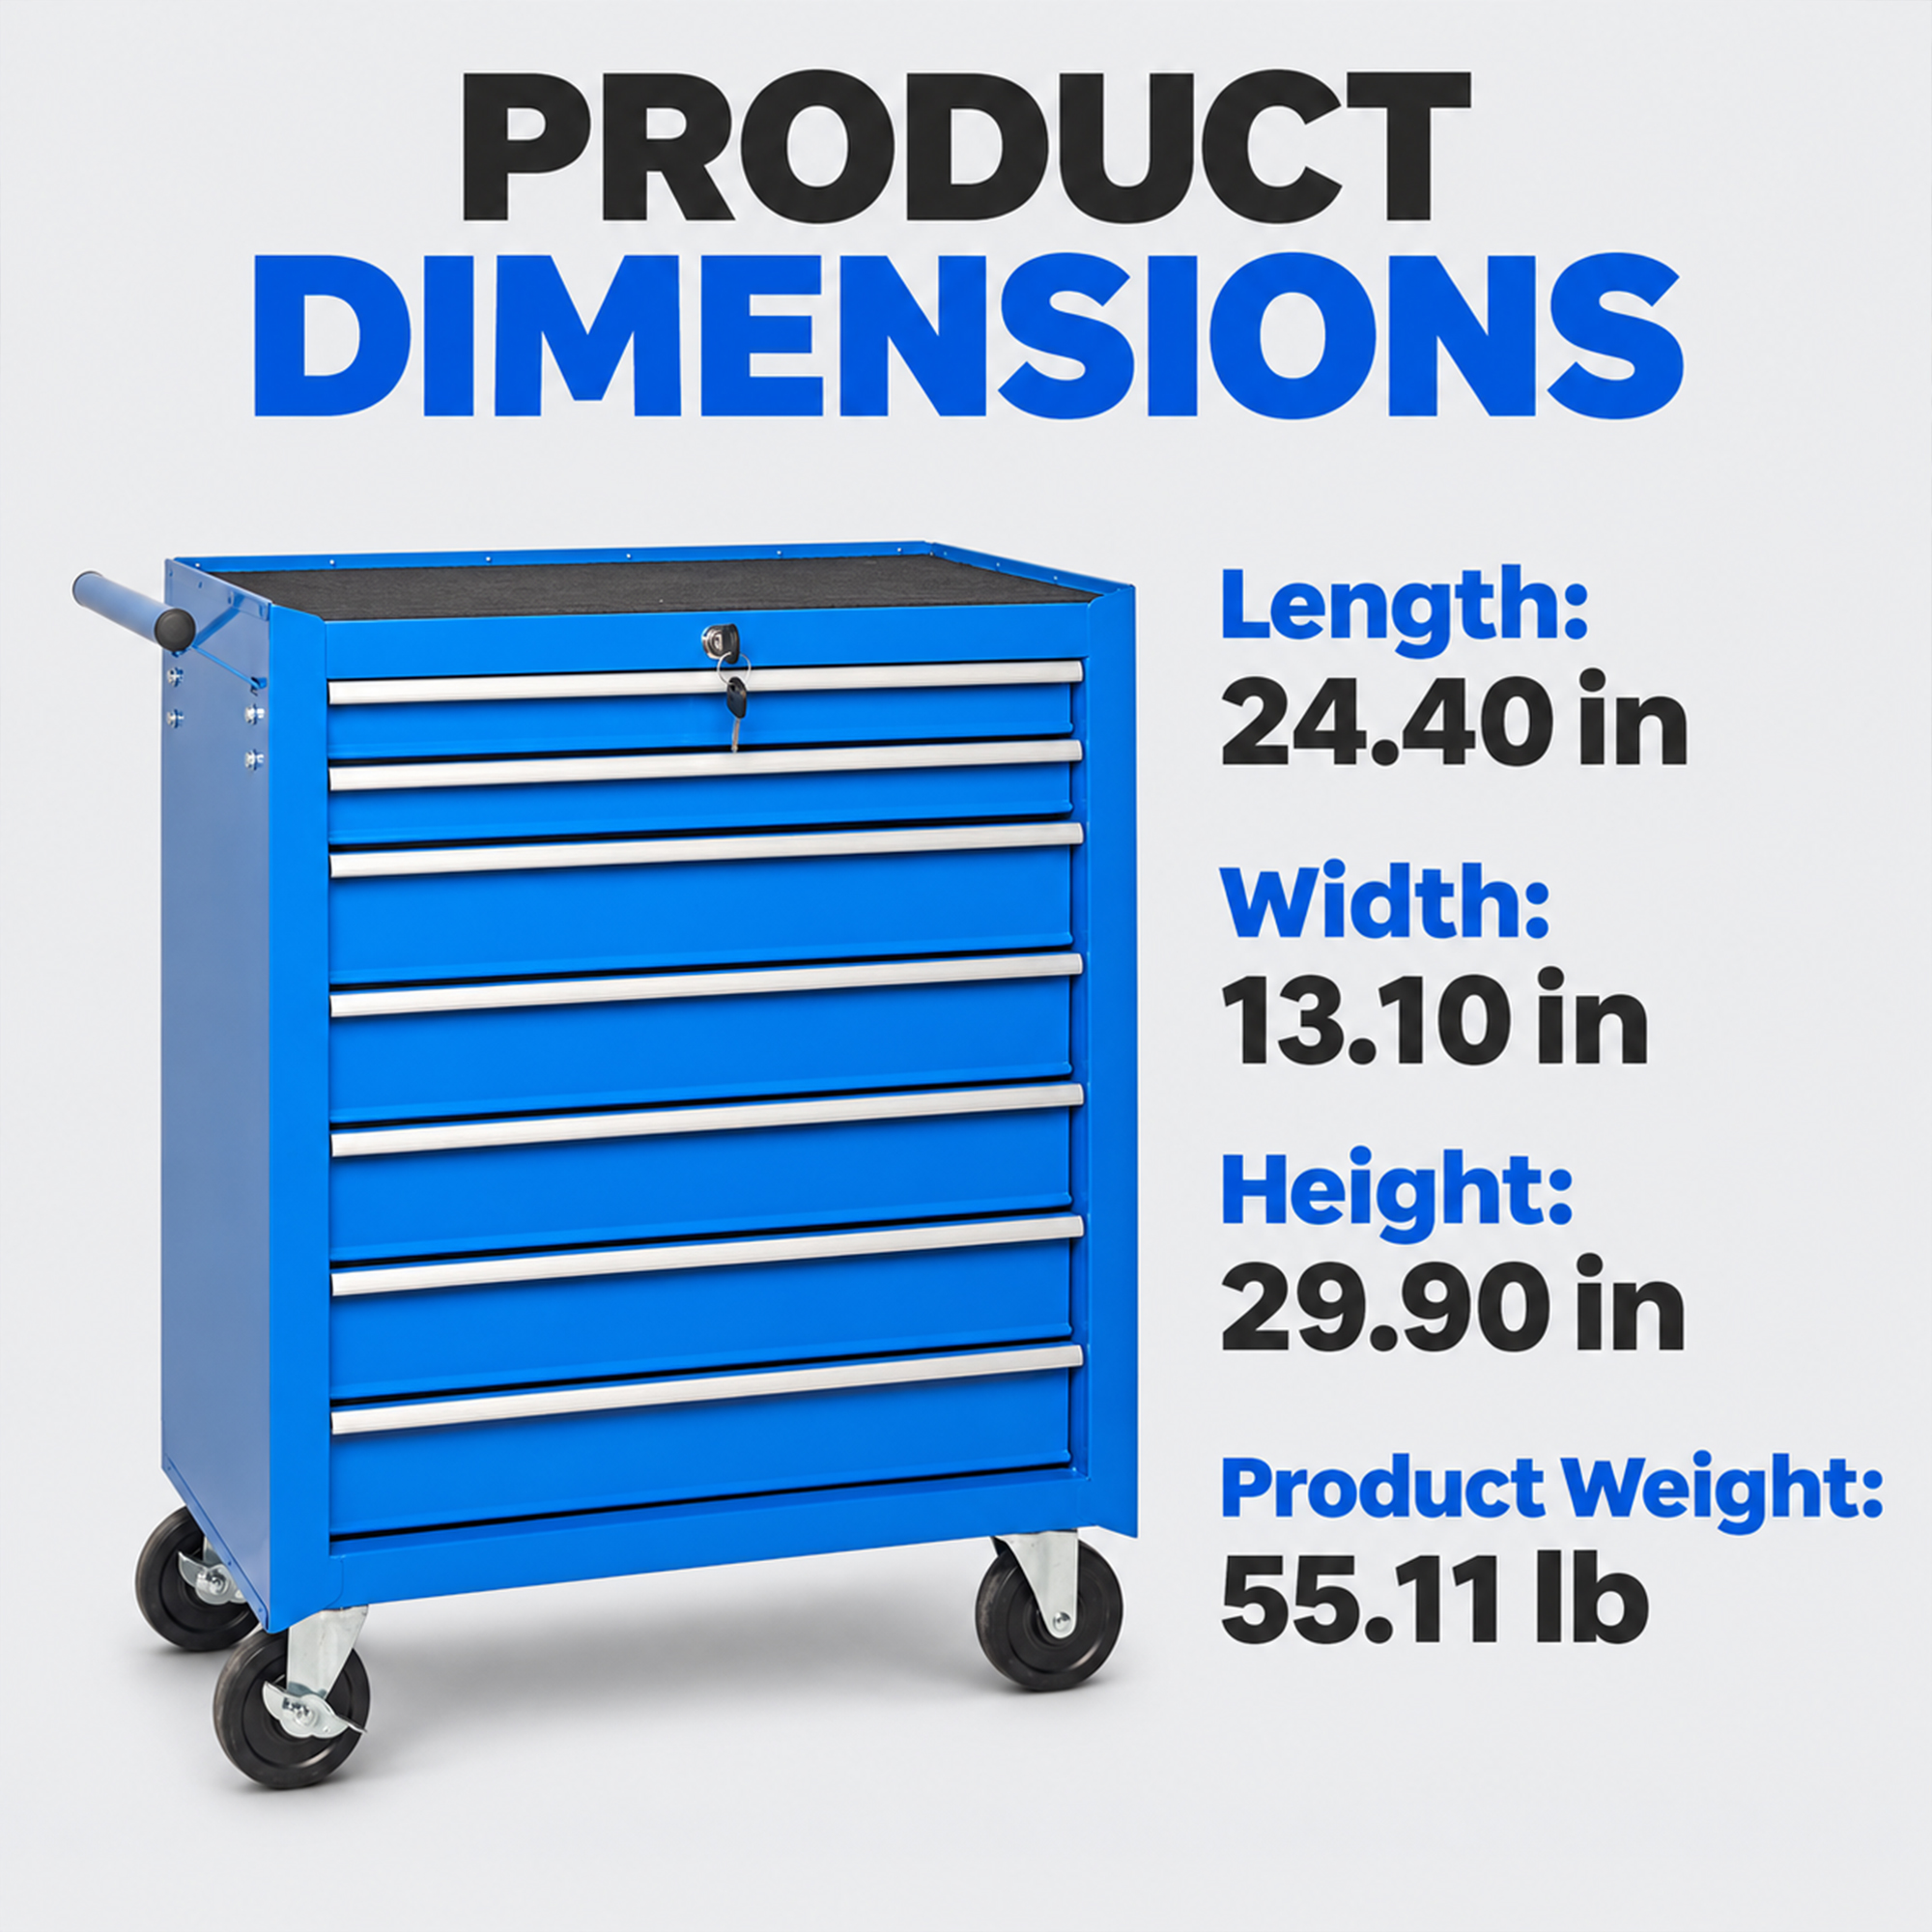 PRODUCT
DIMENSIONS
Length:
24.40 in
Width:
13.10 in
Height:
29.90 in
Product Weight:
55.11 lb